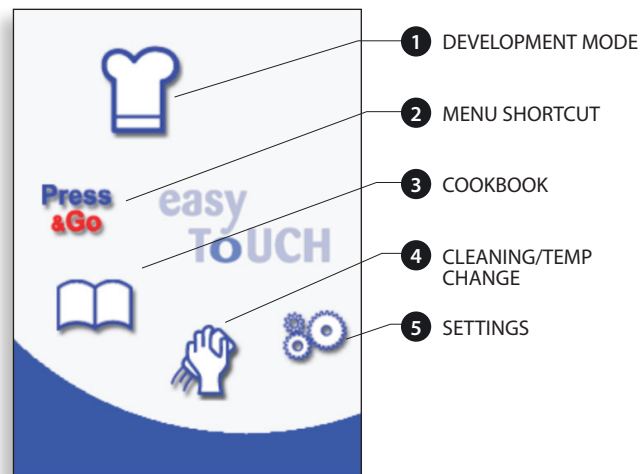 1 DEVELOPMENT MODE
2 MENU SHORTCUT
Press
&Go
easy
ToUCH
3 COOKBOOK
4 CLEANING/TEMP
CHANGE
5 SETTINGS